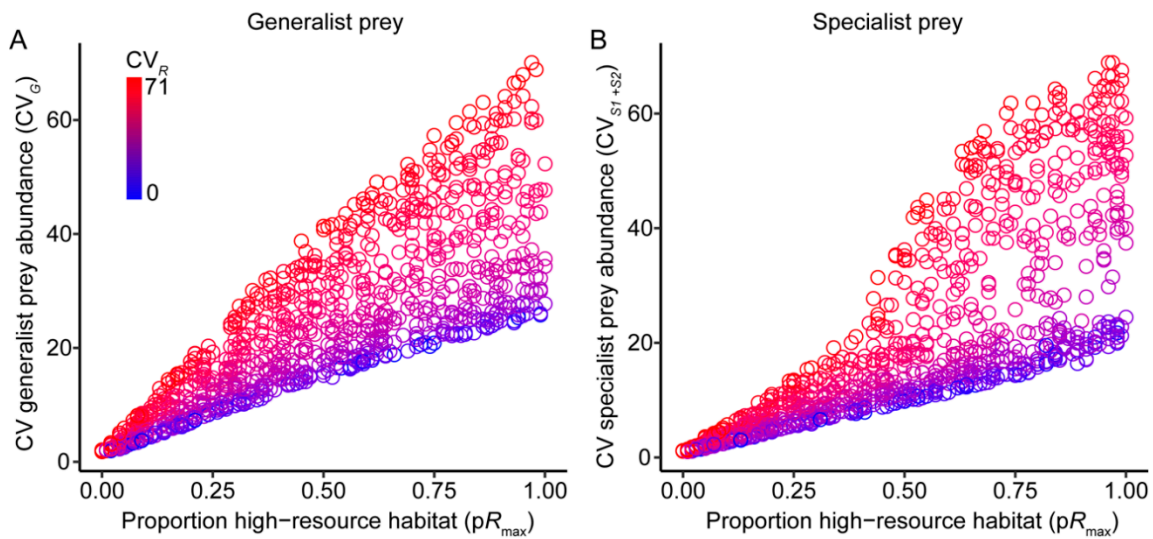 Generalist prey
Specialist prey
A
B
CV generalist prey abundance (CV_G)
CV_R
71
0
60
40
20
0
0.00 0.25 0.50 0.75 1.00
Proportion high−resource habitat (pR_max)
CV specialist prey abundance (CV_S1 +S2)
60
40
20
0
0.00 0.25 0.50 0.75 1.00
Proportion high−resource habitat (pR_max)